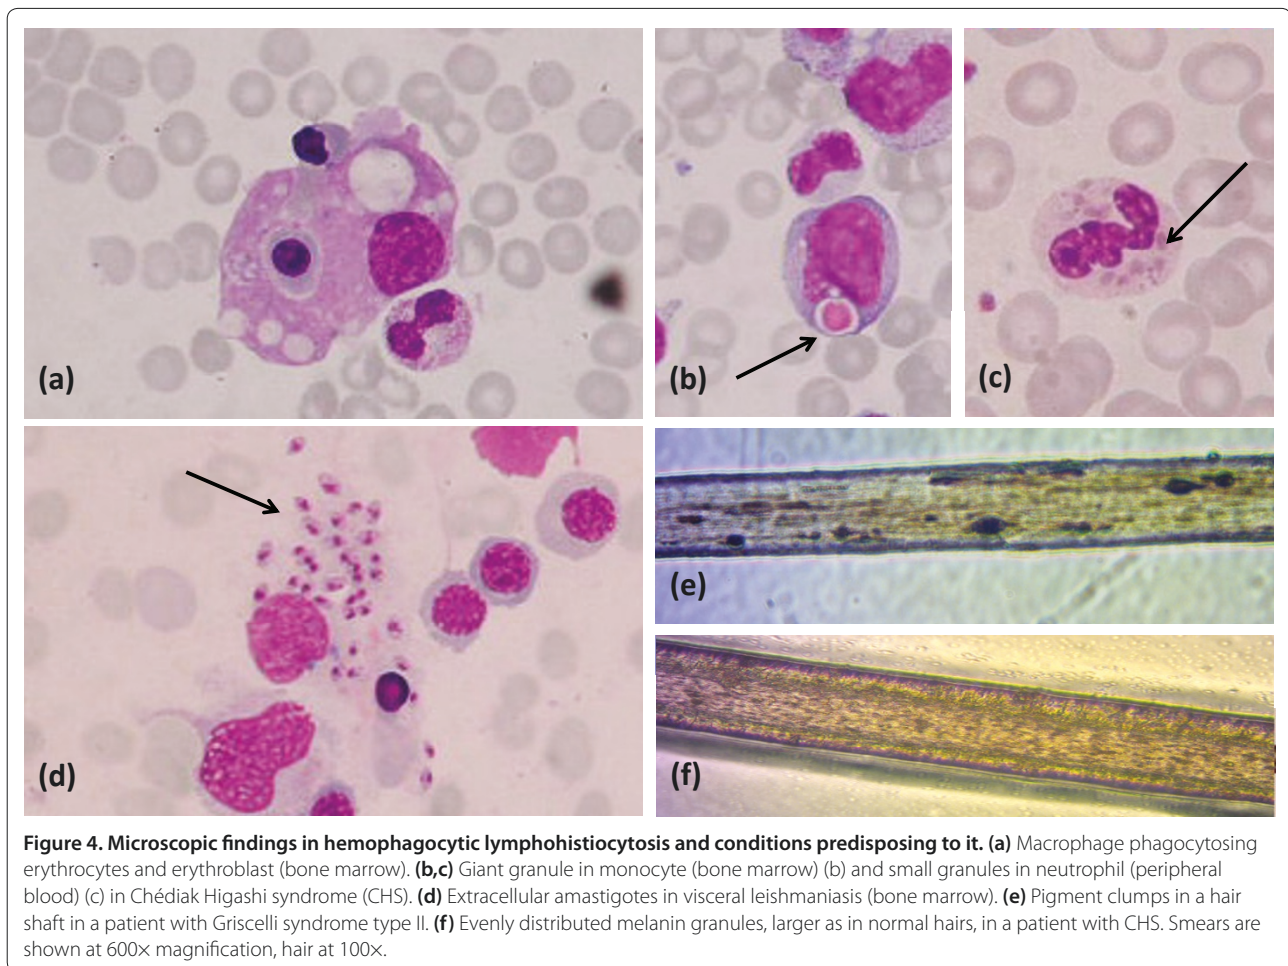 (a)
(b)
(c)
(d)
(e)
(f)
Figure 4. Microscopic findings in hemophagocytic lymphohistiocytosis and conditions predisposing to it. (a) Macrophage phagocytosing
erythrocytes and erythroblast (bone marrow). (b,c) Giant granule in monocyte (bone marrow) (b) and small granules in neutrophil (peripheral
blood) (c) in Chédiak Higashi syndrome (CHS). (d) Extracellular amastigotes in visceral leishmaniasis (bone marrow). (e) Pigment clumps in a hair
shaft in a patient with Griscelli syndrome type II. (f) Evenly distributed melanin granules, larger as in normal hairs, in a patient with CHS. Smears are
shown at 600× magnification, hair at 100×.